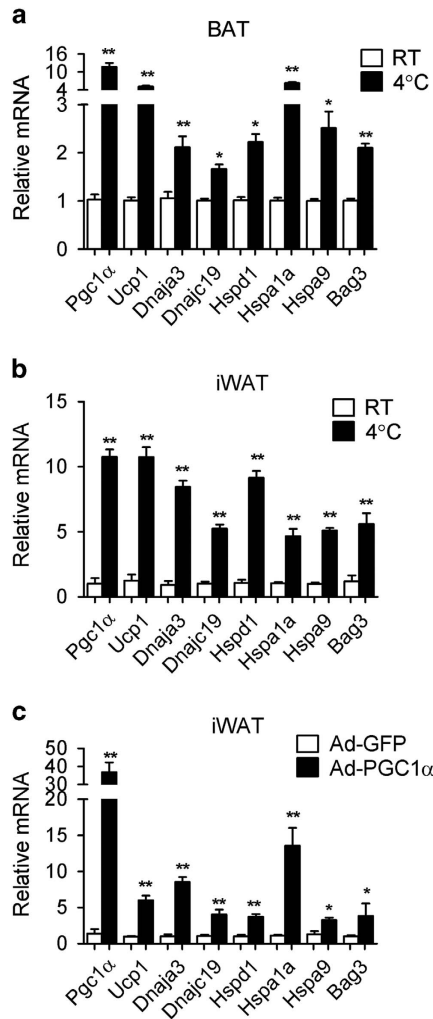 a
BAT
16
10
4
3
2
1
0
Relative mRNA
RT
4°C
** ** ** * * ** * **
Pgc1α Ucp1 Dnaja3 Dnajc19 Hspd1 Hspa1a Hspa9 Bag3
b
iWAT
15
10
5
0
Relative mRNA
RT
4°C
** ** ** ** ** ** ** **
Pgc1α Ucp1 Dnaja3 Dnajc19 Hspd1 Hspa1a Hspa9 Bag3
c
iWAT
50
40
30
20
15
10
5
0
Relative mRNA
Ad-GFP
Ad-PGC1α
** ** ** ** ** ** * *
Pgc1α Ucp1 Dnaja3 Dnajc19 Hspd1 Hspa1a Hspa9 Bag3